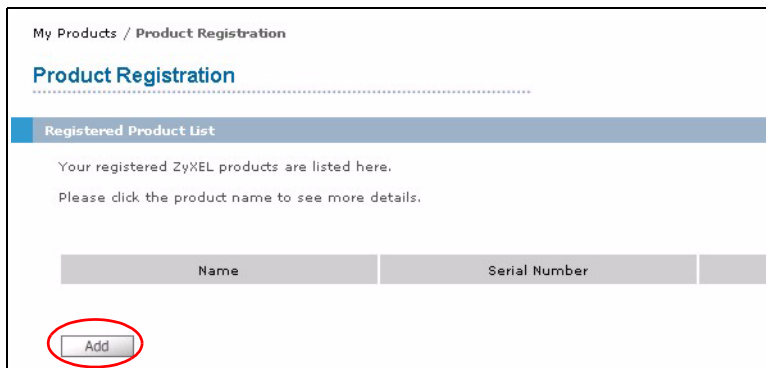 My Products / Product Registration
Product Registration
Registered Product List
Your registered ZyXEL products are listed here.
Please click the product name to see more details.
Name Serial Number
Add